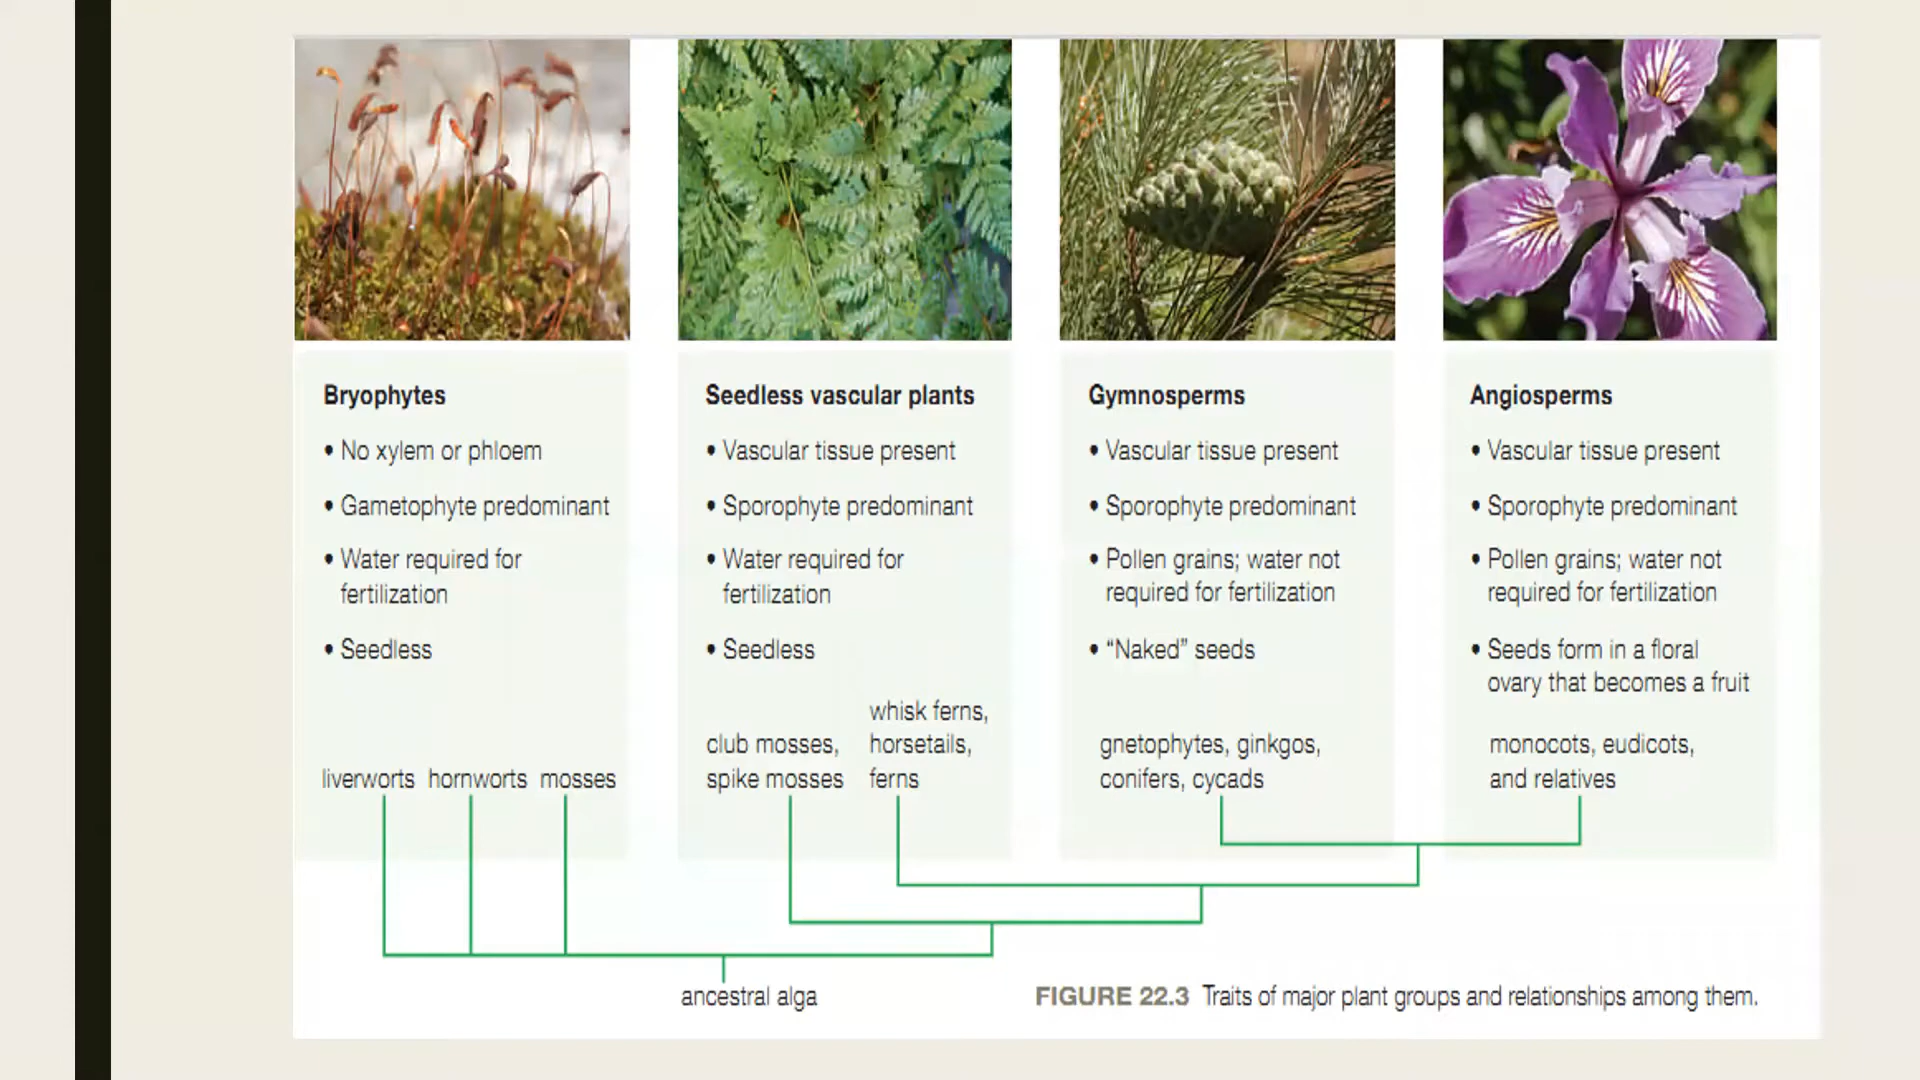 Bryophytes
• No xylem or phloem
• Gametophyte predominant
• Water required for
fertilization
• Seedless
liverworts hornworts mosses
Seedless vascular plants
• Vascular tissue present
• Sporophyte predominant
• Water required for
fertilization
• Seedless
club mosses,
spike mosses
whisk ferns,
horsetails,
ferns
Gymnosperms
• Vascular tissue present
• Sporophyte predominant
• Pollen grains; water not
required for fertilization
• “Naked” seeds
gnetophytes, ginkgos,
conifers, cycads
Angiosperms
• Vascular tissue present
• Sporophyte predominant
• Pollen grains; water not
required for fertilization
• Seeds form in a floral
ovary that becomes a fruit
monocots, eudicots,
and relatives
ancestral alga
FIGURE 22.3 Traits of major plant groups and relationships among them.